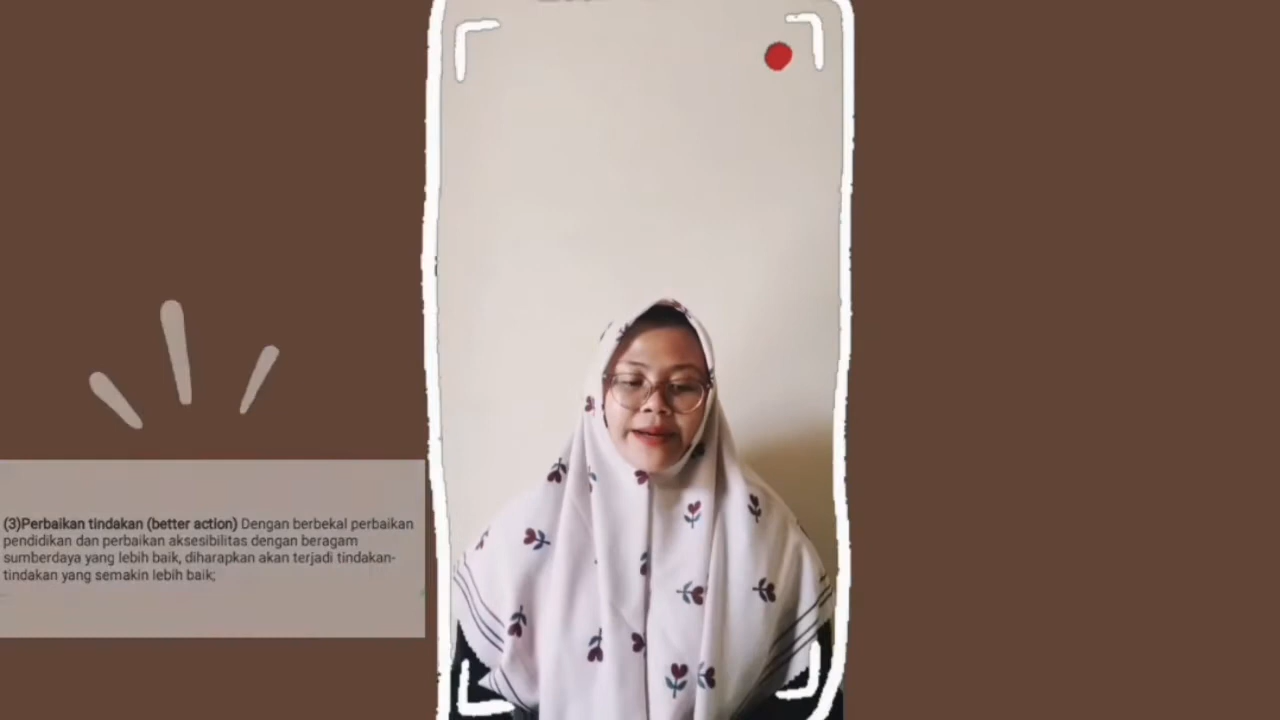 (3)Perbaikan tindakan (better action) Dengan berbekal perbaikan
pendidikan dan perbaikan aksesibilitas dengan beragam
sumberdaya yang lebih baik, diharapkan akan terjadi tindakan-
tindakan yang semakin lebih baik;